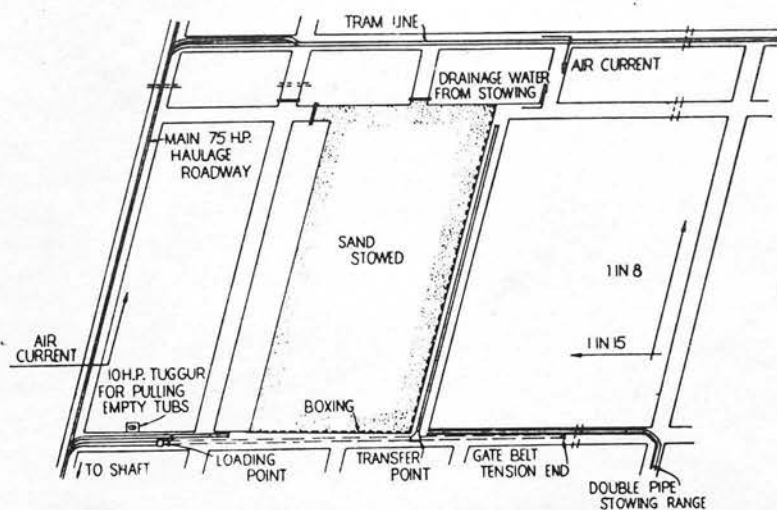 TRAM LINE
AIR CURRENT
DRAINAGE WATER
FROM STOWING
MAIN 75 H.P.
HAULAGE
ROADWAY
SAND
STOWED
1 IN 8
1 IN 15
AIR
CURRENT
10 H.P. TUGGUR
FOR PULLING
EMPTY TUBS
BOXING
TO SHAFT
LOADING
POINT
TRANSFER
POINT
GATE BELT
TENSION END
DOUBLE PIPE
STOWING RANGE